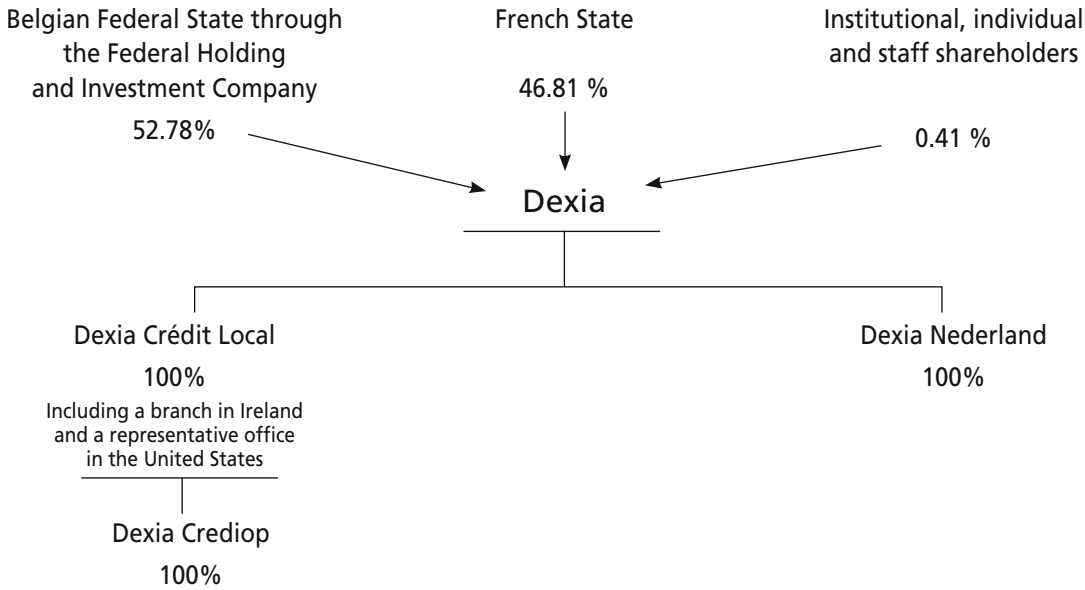 Belgian Federal State through
the Federal Holding
and Investment Company
52.78%
French State
46.81 %
Institutional, individual
and staff shareholders
0.41 %
Dexia
Dexia Crédit Local
100%
Including a branch in Ireland
and a representative office
in the United States
Dexia Crediop
100%
Dexia Nederland
100%